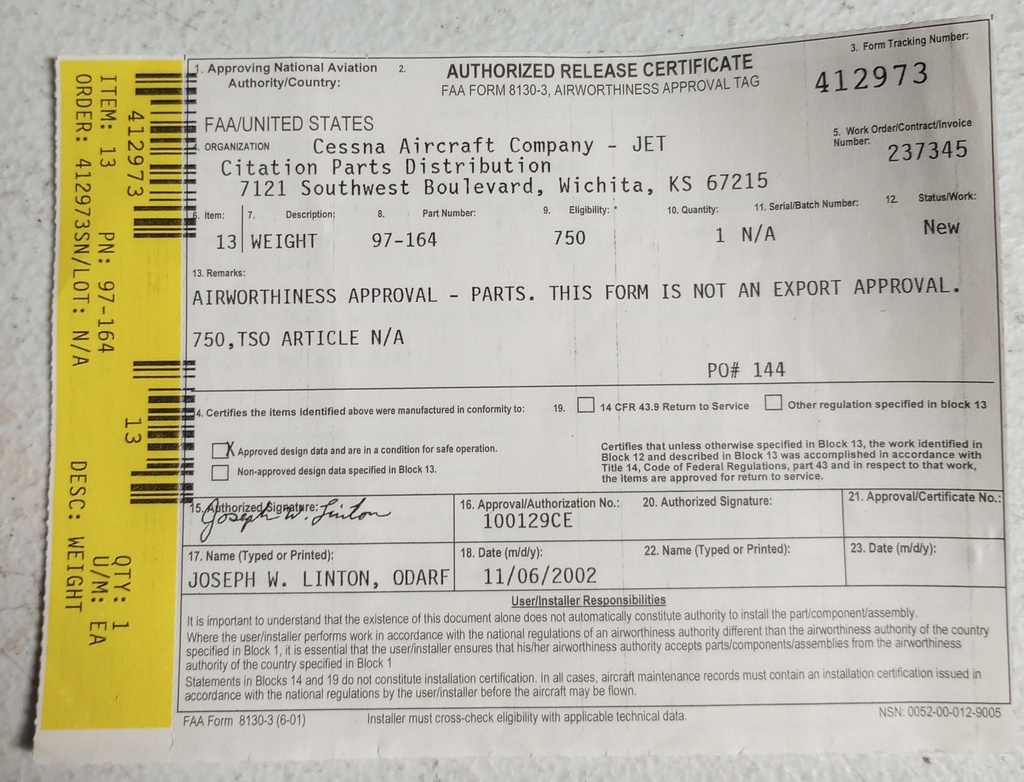 ITEM: 13 PN: 97-164 QTY: 1
ORDER: 412973SN/LOT: N/A DESC: WEIGHT U/M: EA
412973 13
1. Approving National Aviation Authority/Country:
FAA/UNITED STATES
2. AUTHORIZED RELEASE CERTIFICATE
FAA FORM 8130-3, AIRWORTHINESS APPROVAL TAG
3. Form Tracking Number:
412973
4. ORGANIZATION Cessna Aircraft Company - JET
Citation Parts Distribution
7121 Southwest Boulevard, Wichita, KS 67215
5. Work Order/Contract/Invoice
Number: 237345
6. Item: 7. Description: 8. Part Number: 9. Eligibility: * 10. Quantity: 11. Serial/Batch Number: 12. Status/Work:
13 WEIGHT 97-164 750 1 N/A New
13. Remarks:
AIRWORTHINESS APPROVAL - PARTS. THIS FORM IS NOT AN EXPORT APPROVAL.
750,TSO ARTICLE N/A
PO# 144
4. Certifies the items identified above were manufactured in conformity to:
X Approved design data and are in a condition for safe operation.
Non-approved design data specified in Block 13.
19. 14 CFR 43.9 Return to Service Other regulation specified in block 13
Certifies that unless otherwise specified in Block 13, the work identified in
Block 12 and described in Block 13 was accomplished in accordance with
Title 14, Code of Federal Regulations, part 43 and in respect to that work,
the items are approved for return to service.
15. Authorized Signature:
Joseph W. Linton
16. Approval/Authorization No.:
100129CE
20. Authorized Signature:
21. Approval/Certificate No.:
17. Name (Typed or Printed):
JOSEPH W. LINTON, ODARF
18. Date (m/d/y):
11/06/2002
22. Name (Typed or Printed):
23. Date (m/d/y):
User/Installer Responsibilities
It is important to understand that the existence of this document alone does not automatically constitute authority to install the part/component/assembly.
Where the user/installer performs work in accordance with the national regulations of an airworthiness authority different than the airworthiness authority of the country
specified in Block 1, it is essential that the user/installer ensures that his/her airworthiness authority accepts parts/components/assemblies from the airworthiness
authority of the country specified in Block 1
Statements in Blocks 14 and 19 do not constitute installation certification. In all cases, aircraft maintenance records must contain an installation certification issued in
accordance with the national regulations by the user/installer before the aircraft may be flown.
FAA Form 8130-3 (6-01) Installer must cross-check eligibility with applicable technical data. NSN: 0052-00-012-9005